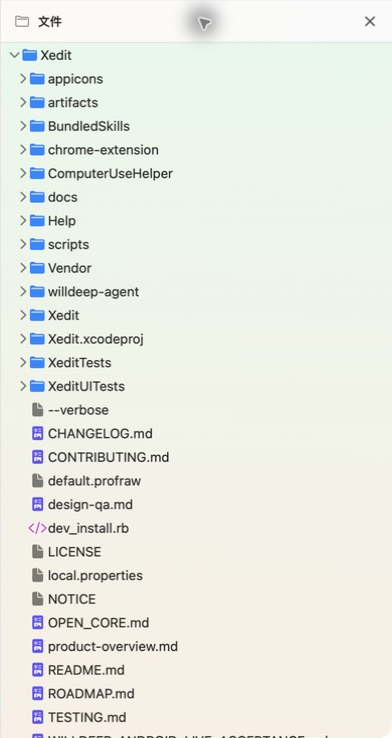 文件
Xedit
appicons
artifacts
BundledSkills
chrome-extension
ComputerUseHelper
docs
Help
scripts
Vendor
willdeep-agent
Xedit
Xedit.xcodeproj
XeditTests
XeditUITests
--verbose
CHANGELOG.md
CONTRIBUTING.md
default.profraw
design-qa.md
dev_install.rb
LICENSE
local.properties
NOTICE
OPEN_CORE.md
product-overview.md
README.md
ROADMAP.md
TESTING.md